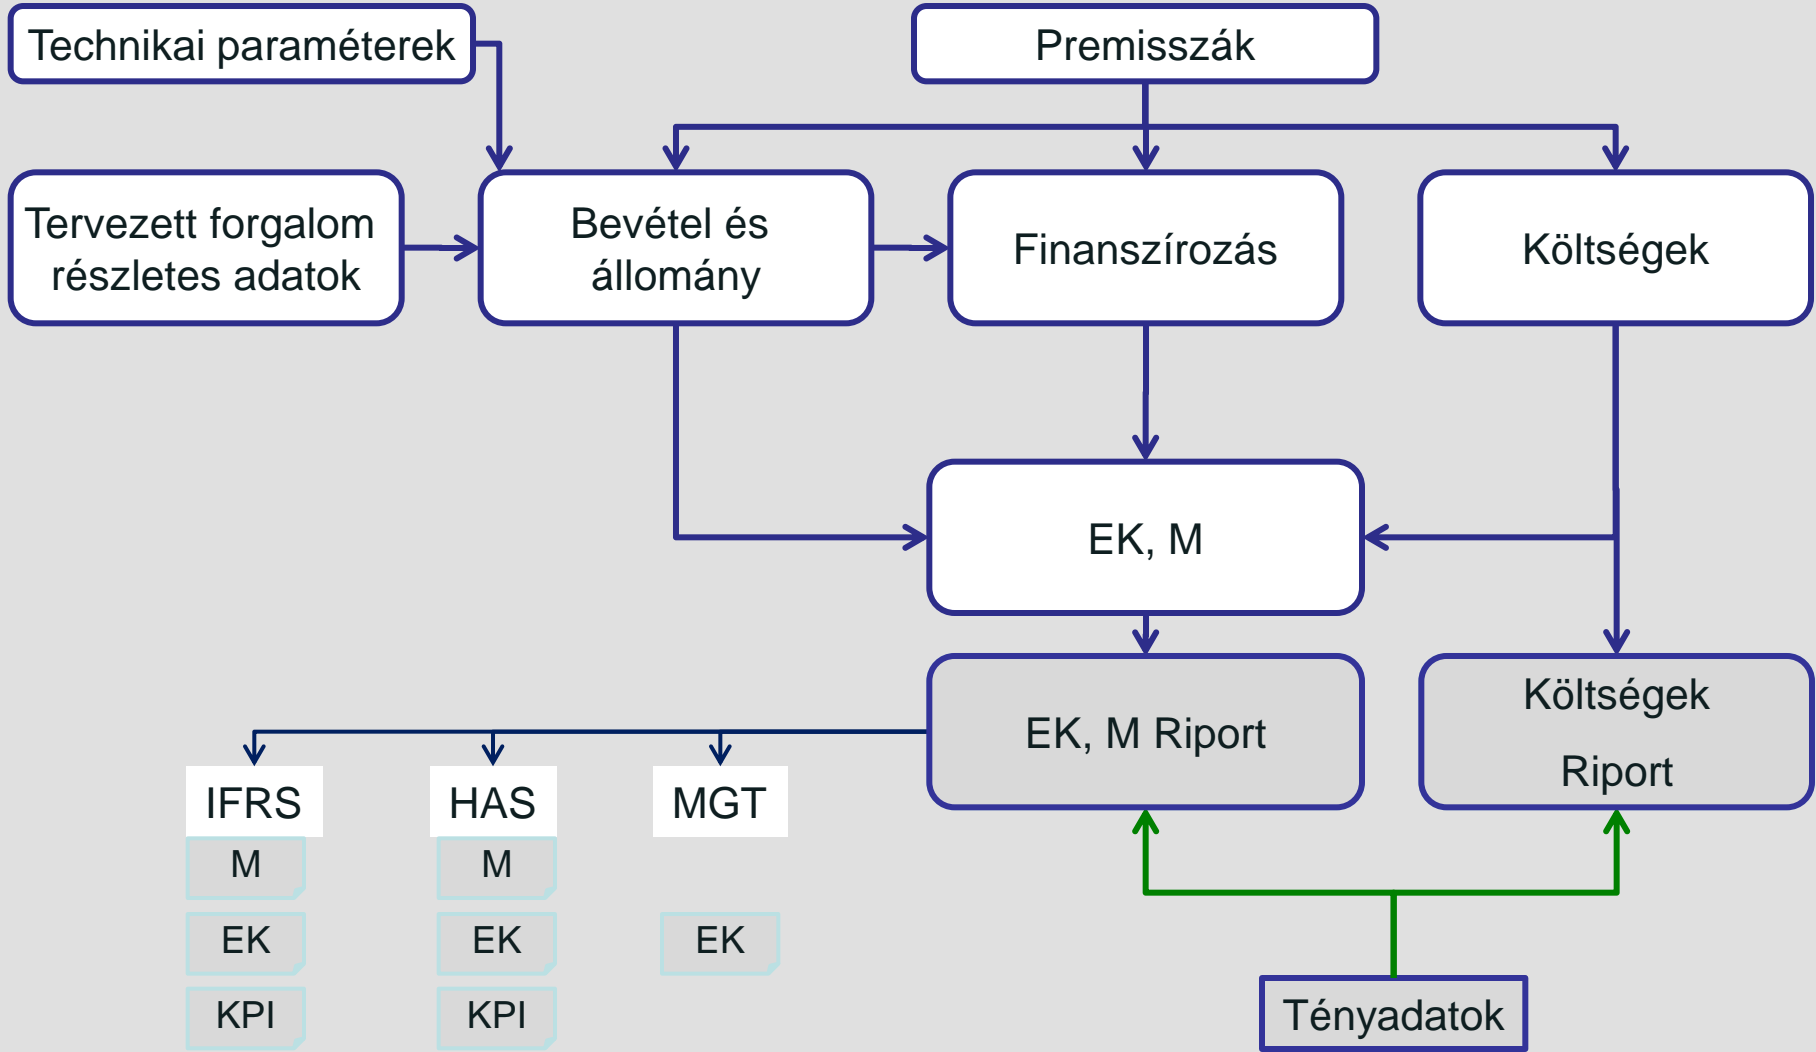 Technikai paraméterek
Premisszák
Tervezett forgalom
részletes adatok
Bevétel és
állomány
Finanszírozás
Költségek
EK, M
EK, M Riport
Költségek
Riport
IFRS
HAS
MGT
M
M
EK
EK
EK
KPI
KPI
Tényadatok